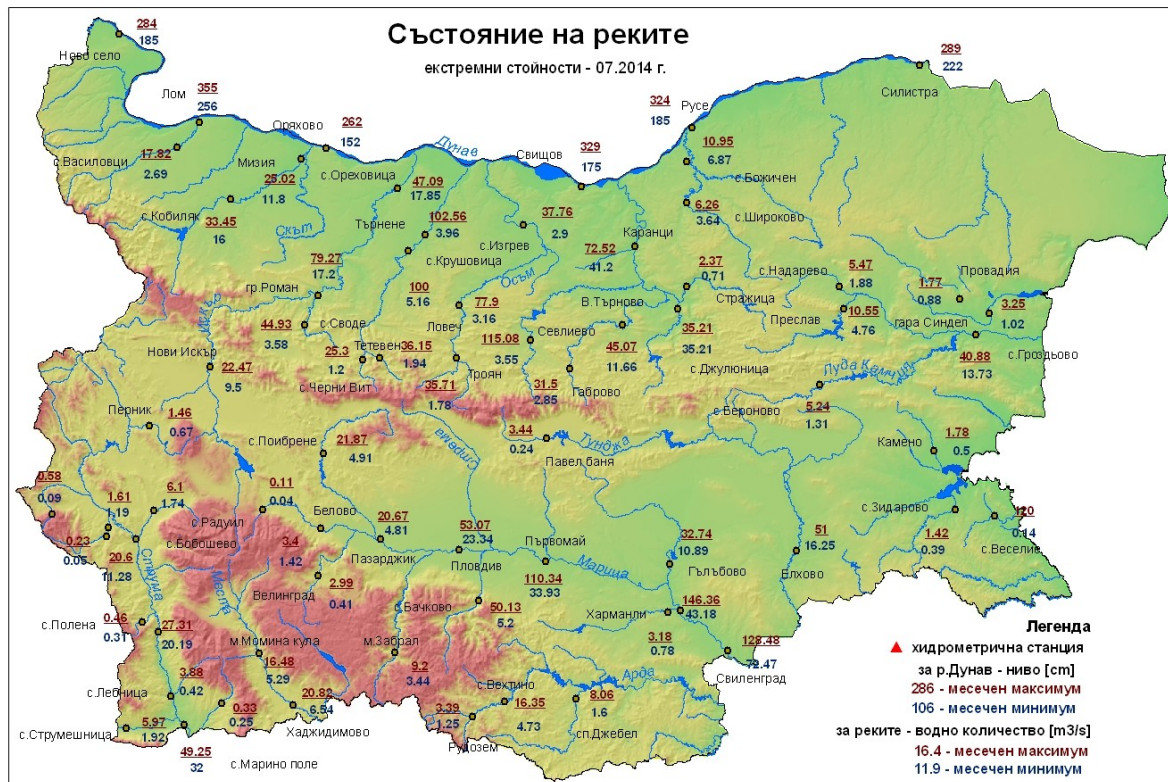 Състояние на реките
екстремни стойности - 07.2014 г.
284
185
Ново село
289
222
Силистра
Лом
355
256
Оряхово
262
152
Дунав
Свищов
329
175
324
Русе
185
10.95
6.87
с.Божичен
с.Василовци
17.82
2.69
Мизия
25.02
11.8
с.Ореховица
47.09
17.85
с.Кобиляк
33.45
16
Скът
Търнене
102.56
3.96
с.Изгрев
37.76
2.9
Каранци
72.52
41.2
6.26
3.64
с.Широково
с.Крушовица
Осъм
79.27
17.2
гр.Роман
100
5.16
2.37
0.71
с.Надарево
5.47
1.88
1.77
0.88
Провадия
3.25
1.02
Искър
44.93
3.58
с.Своде
Ловеч
77.9
3.16
В.Търново
Стражица
Преслав
10.55
4.76
гара Синдел
Севлиево
115.08
3.55
45.07
11.66
35.21
35.21
40.88
13.73
с.Гроздьово
Нови Искър
22.47
9.5
25.3
1.2
Тетевен
36.15
1.94
с.Черни Вит
Троян
35.71
1.78
31.5
2.85
Габрово
с.Джулюница
Луда Камчия
Перник
1.46
0.67
с.Поибрене
21.87
4.91
Стряма
3.44
0.24
Павел баня
Тунджа
с.Вероново
5.24
1.31
Камено
1.78
0.5
0.58
0.09
1.61
1.19
6.1
1.74
0.11
0.04
с.Радуил
Белово
с.Бобошево
0.23
0.05
20.6
11.28
Струма
3.4
1.42
20.67
4.81
Пазарджик
53.07
23.34
Пловдив
Първомай
110.34
33.93
Марица
32.74
10.89
Гълъбово
51
16.25
Елхово
с.Зидарово
1.42
0.39
120
0.14
с.Веселие
Места
Велинград
2.99
0.41
с.Бачково
50.13
5.2
Харманли
146.36
43.18
с.Полена
0.46
0.31
27.31
20.19
м.Момина кула
16.48
5.29
м.Забрал
9.2
3.44
3.18
0.78
128.48
72.47
Свиленград
3.88
0.42
с.Лебница
0.33
0.25
20.82
6.54
Хаджидимово
с.Вехтино
16.35
4.73
Арда
8.06
1.6
сп.Джебел
3.39
1.25
Рудозем
5.97
1.92
с.Струмешница
49.25
32
с.Марино поле
Легенда
хидрометрична станция
за р.Дунав - ниво [cm]
286 - месечен максимум
106 - месечен минимум
за реките - водно количество [m3/s]
16.4 - месечен максимум
11.9 - месечен минимум